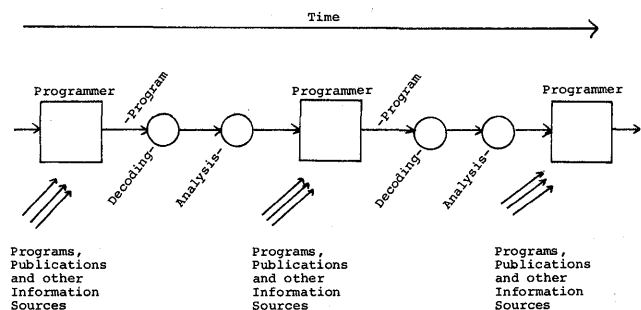 Time
Programmer
-Program
Decoding-
Analysis-
Programmer
-Program
Decoding-
Analysis-
Programmer
Programs,
Publications
and other
Information
Sources
Programs,
Publications
and other
Information
Sources
Programs,
Publications
and other
Information
Sources